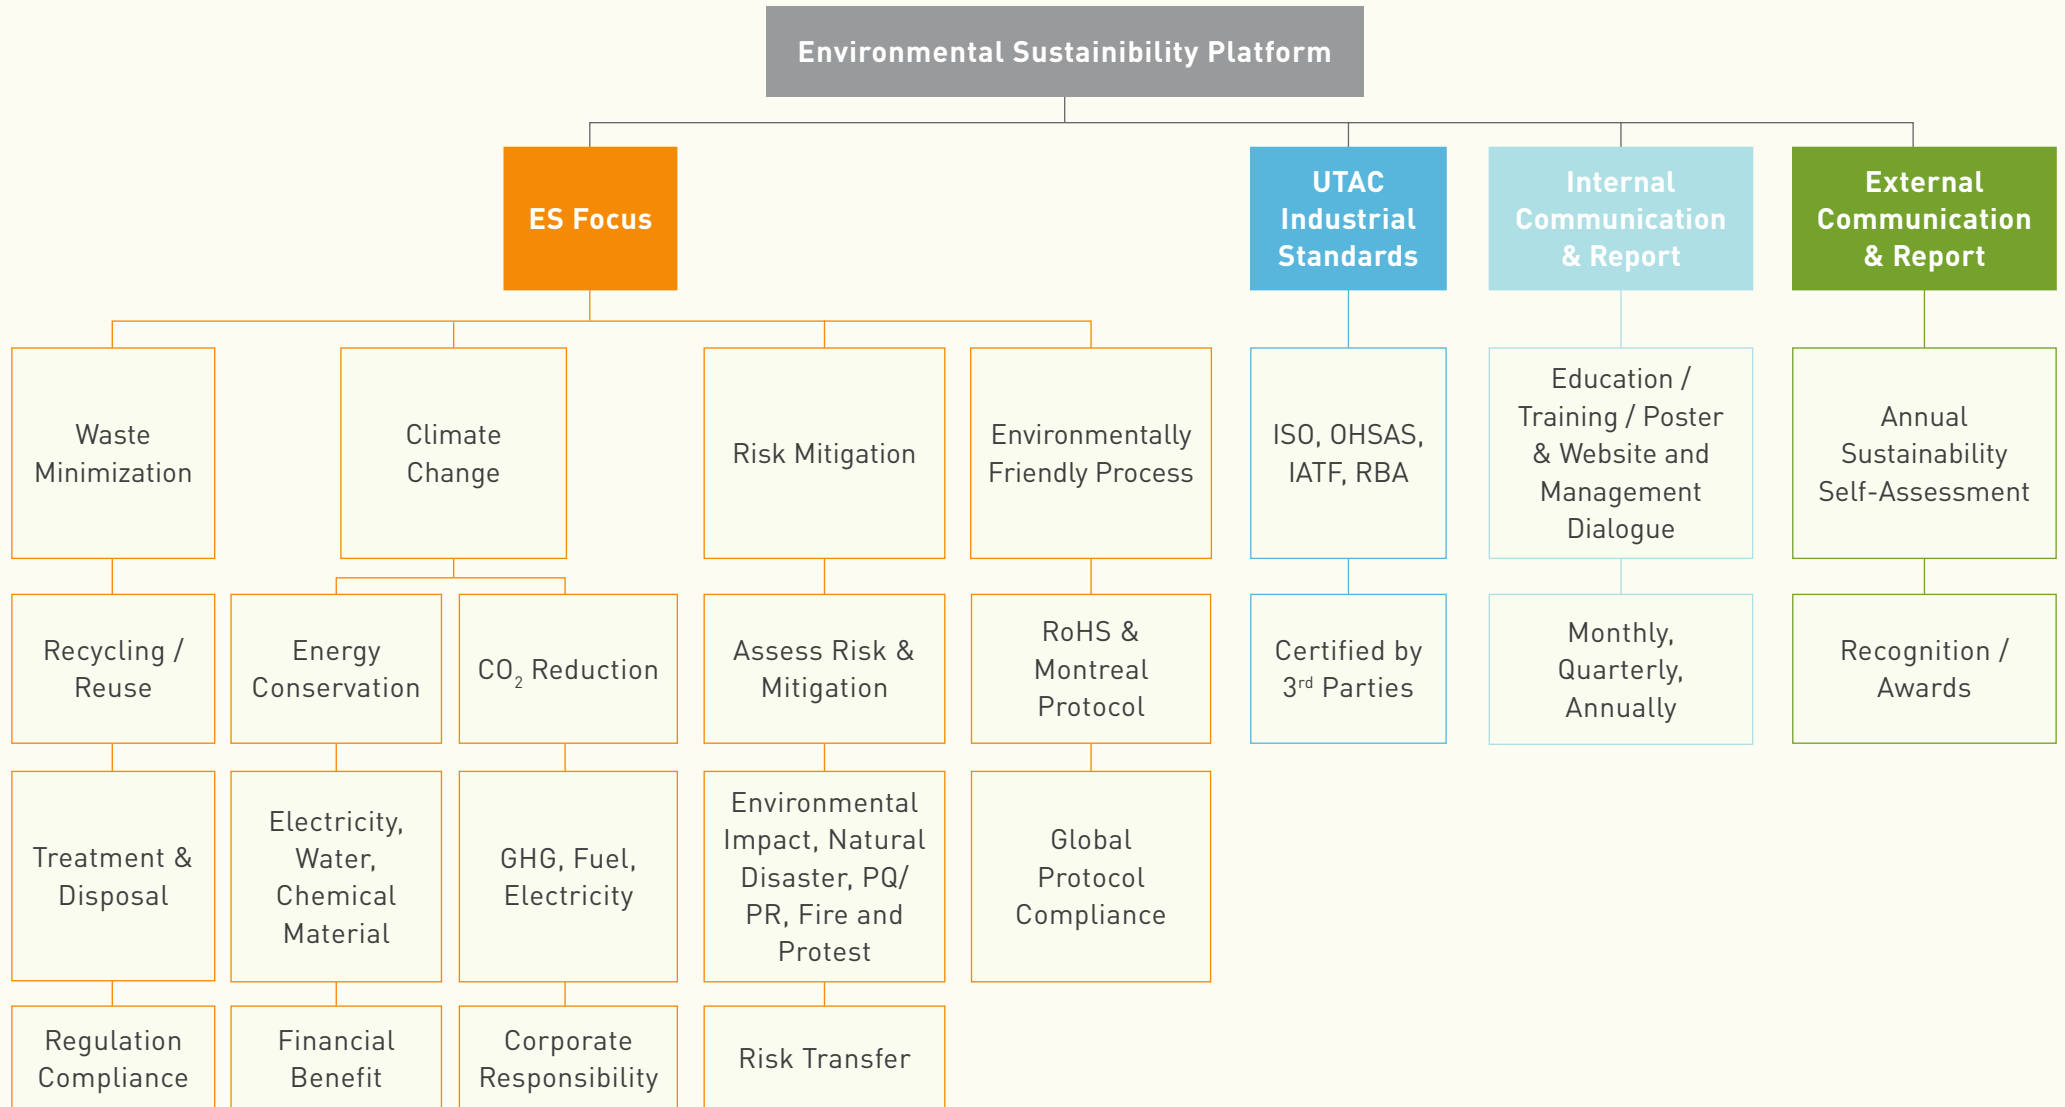 Environmental Sustainibility Platform
ES Focus
UTAC
Industrial
Standards
Internal
Communication
& Report
External
Communication
& Report
Waste
Minimization
Climate
Change
Risk Mitigation
Environmentally
Friendly Process
ISO, OHSAS,
IATF, RBA
Education /
Training / Poster
& Website and
Management
Dialogue
Annual
Sustainability
Self-Assessment
Recycling /
Reuse
Energy
Conservation
CO₂ Reduction
Assess Risk &
Mitigation
RoHS &
Montreal
Protocol
Certified by
3ʳᵈ Parties
Monthly,
Quarterly,
Annually
Recognition /
Awards
Treatment &
Disposal
Electricity,
Water,
Chemical
Material
GHG, Fuel,
Electricity
Environmental
Impact, Natural
Disaster, PQ/
PR, Fire and
Protest
Global
Protocol
Compliance
Regulation
Compliance
Financial
Benefit
Corporate
Responsibility
Risk Transfer